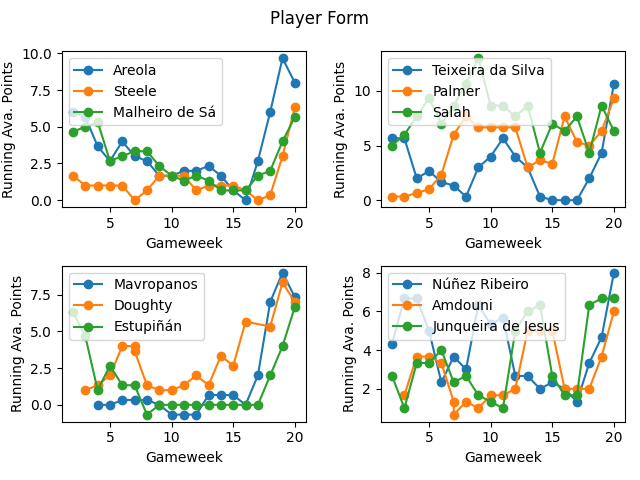 Player Form
Running Ava. Points
10.0
7.5
5.0
2.5
0.0
Areola
Steele
Malheiro de Sá
5
10
15
20
Gameweek
Running Ava. Points
10
5
0
Teixeira da Silva
Palmer
Salah
5
10
15
20
Gameweek
Running Ava. Points
7.5
5.0
2.5
0.0
Mavropanos
Doughty
Estupiñán
5
10
15
20
Gameweek
Running Ava. Points
8
6
4
2
Núñez Ribeiro
Amdouni
Junqueira de Jesus
5
10
15
20
Gameweek